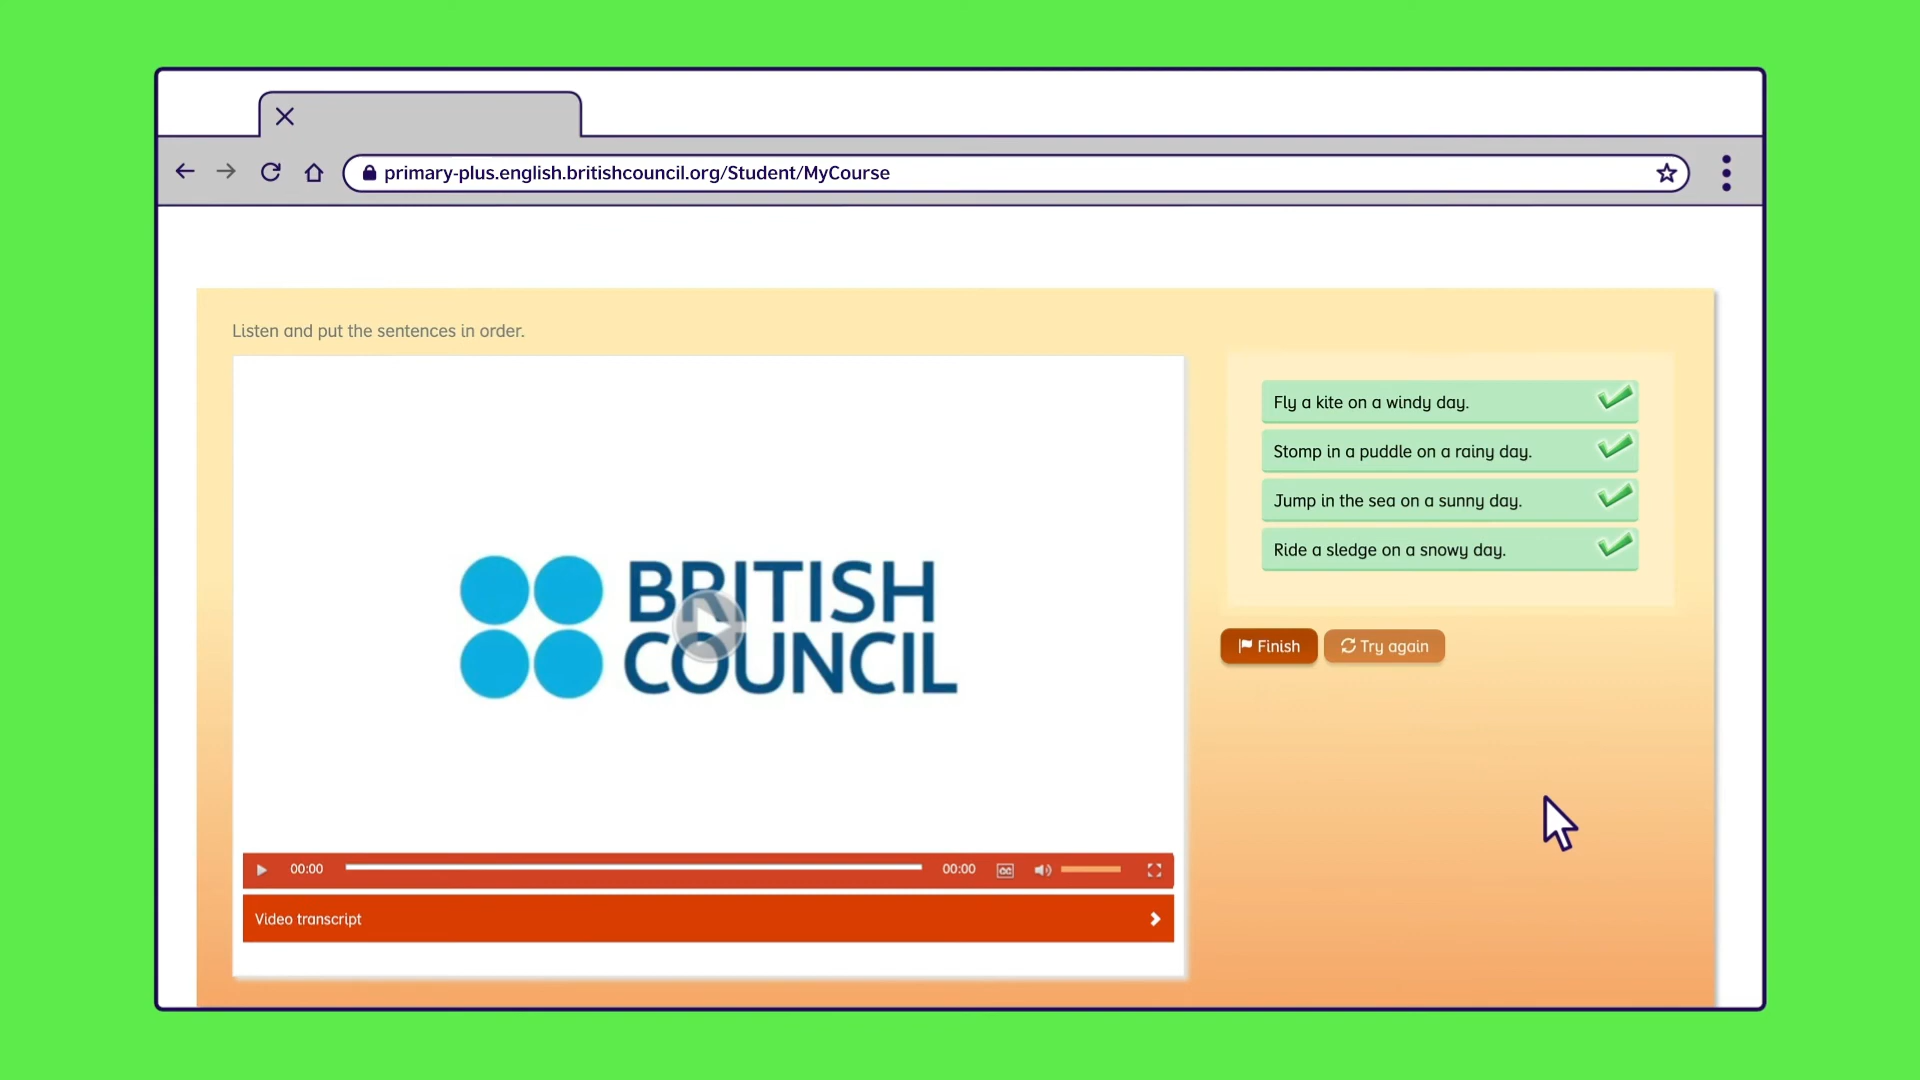 primary-plus.english.britishcouncil.org/Student/MyCourse
Listen and put the sentences in order.
BRITISH
COUNCIL
00:00
00:00
CC
Video transcript
Fly a kite on a windy day.
Stomp in a puddle on a rainy day.
Jump in the sea on a sunny day.
Ride a sledge on a snowy day.
Finish
Try again